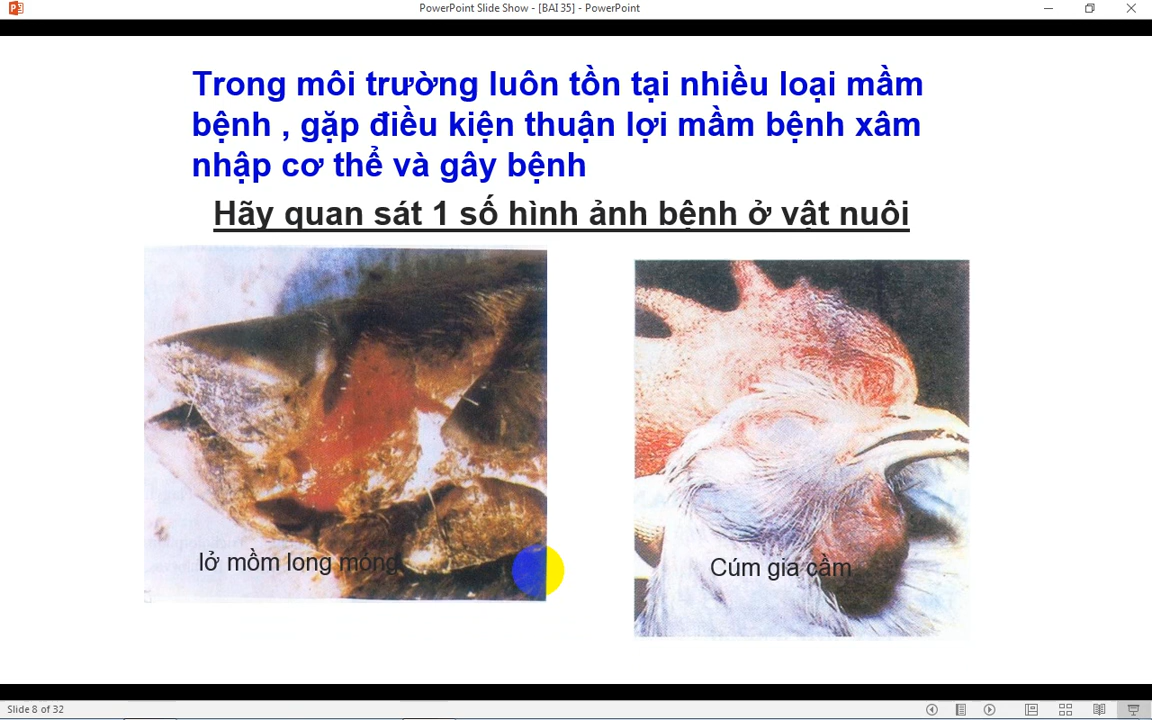 PowerPoint Slide Show - [BAI 35] - PowerPoint
Trong môi trường luôn tồn tại nhiều loại mầm
bệnh , gặp điều kiện thuận lợi mầm bệnh xâm
nhập cơ thể và gây bệnh
Hãy quan sát 1 số hình ảnh bệnh ở vật nuôi
lở mồm long móng
Cúm gia cầm
Slide 8 of 32